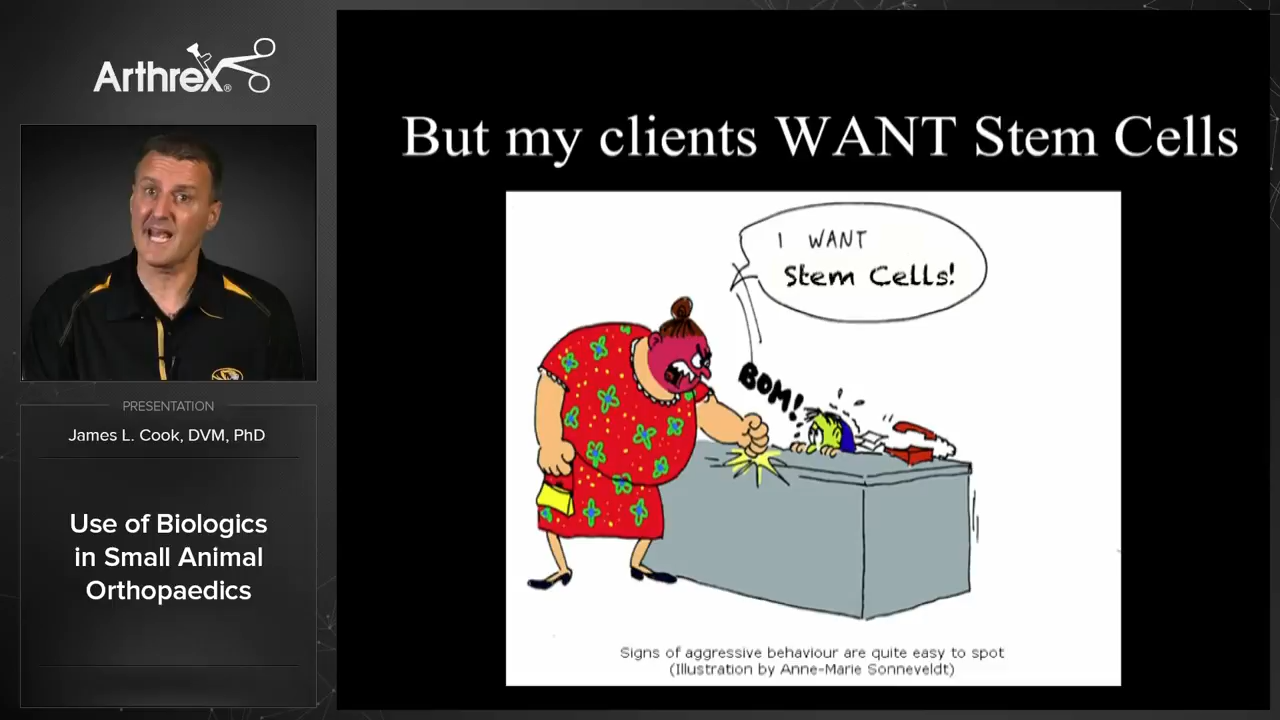 Arthrex®
PRESENTATION
James L. Cook, DVM, PhD
Use of Biologics
in Small Animal
Orthopaedics
But my clients WANT Stem Cells
I WANT
Stem Cells!
BOM!
Signs of aggressive behaviour are quite easy to spot
(Illustration by Anne-Marie Sonneveldt)